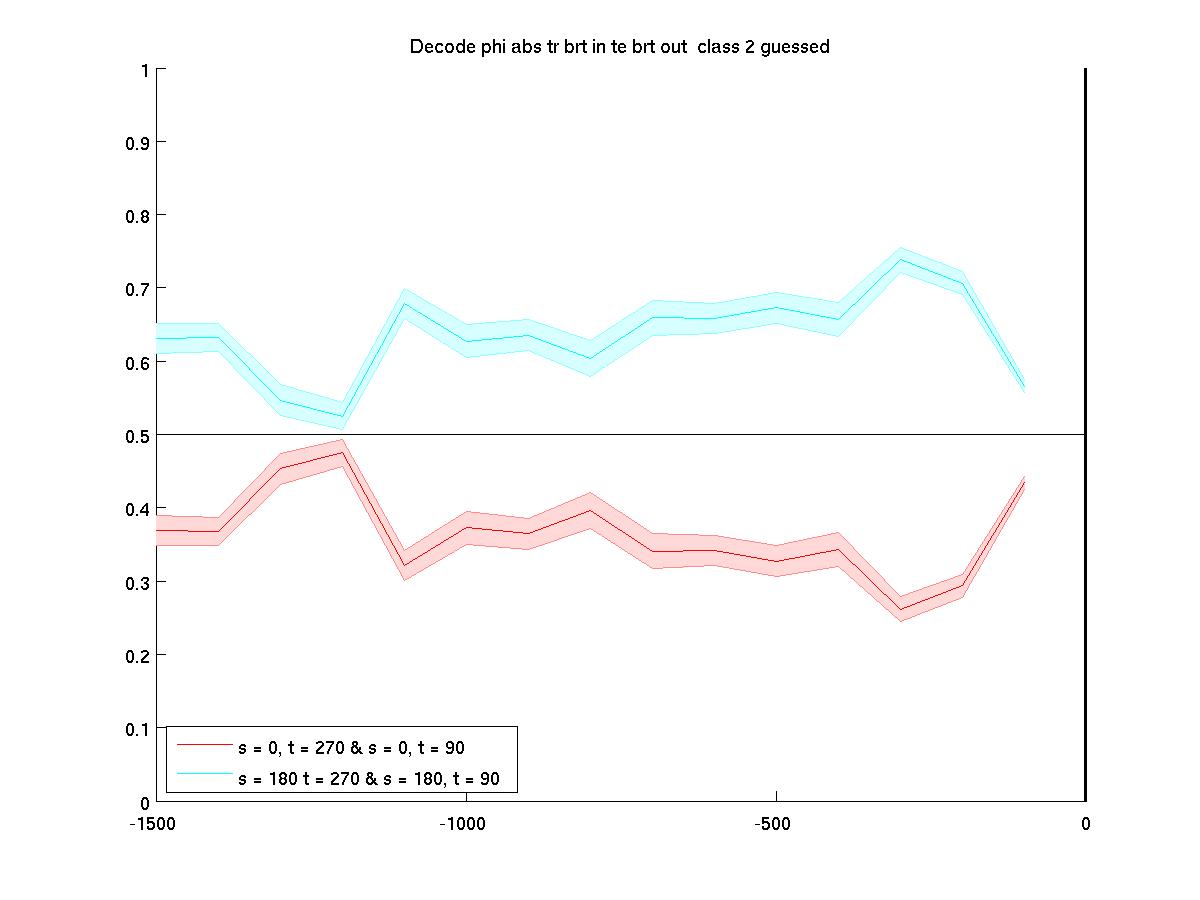 Decode phi abs tr brt in te brt out  class 2 guessed
1
0.9
0.8
0.7
0.6
0.5
0.4
0.3
0.2
0.1
0
s = 0, t = 270 & s = 0, t = 90
s = 180 t = 270 & s = 180, t = 90
-1500 -1000 -500 0